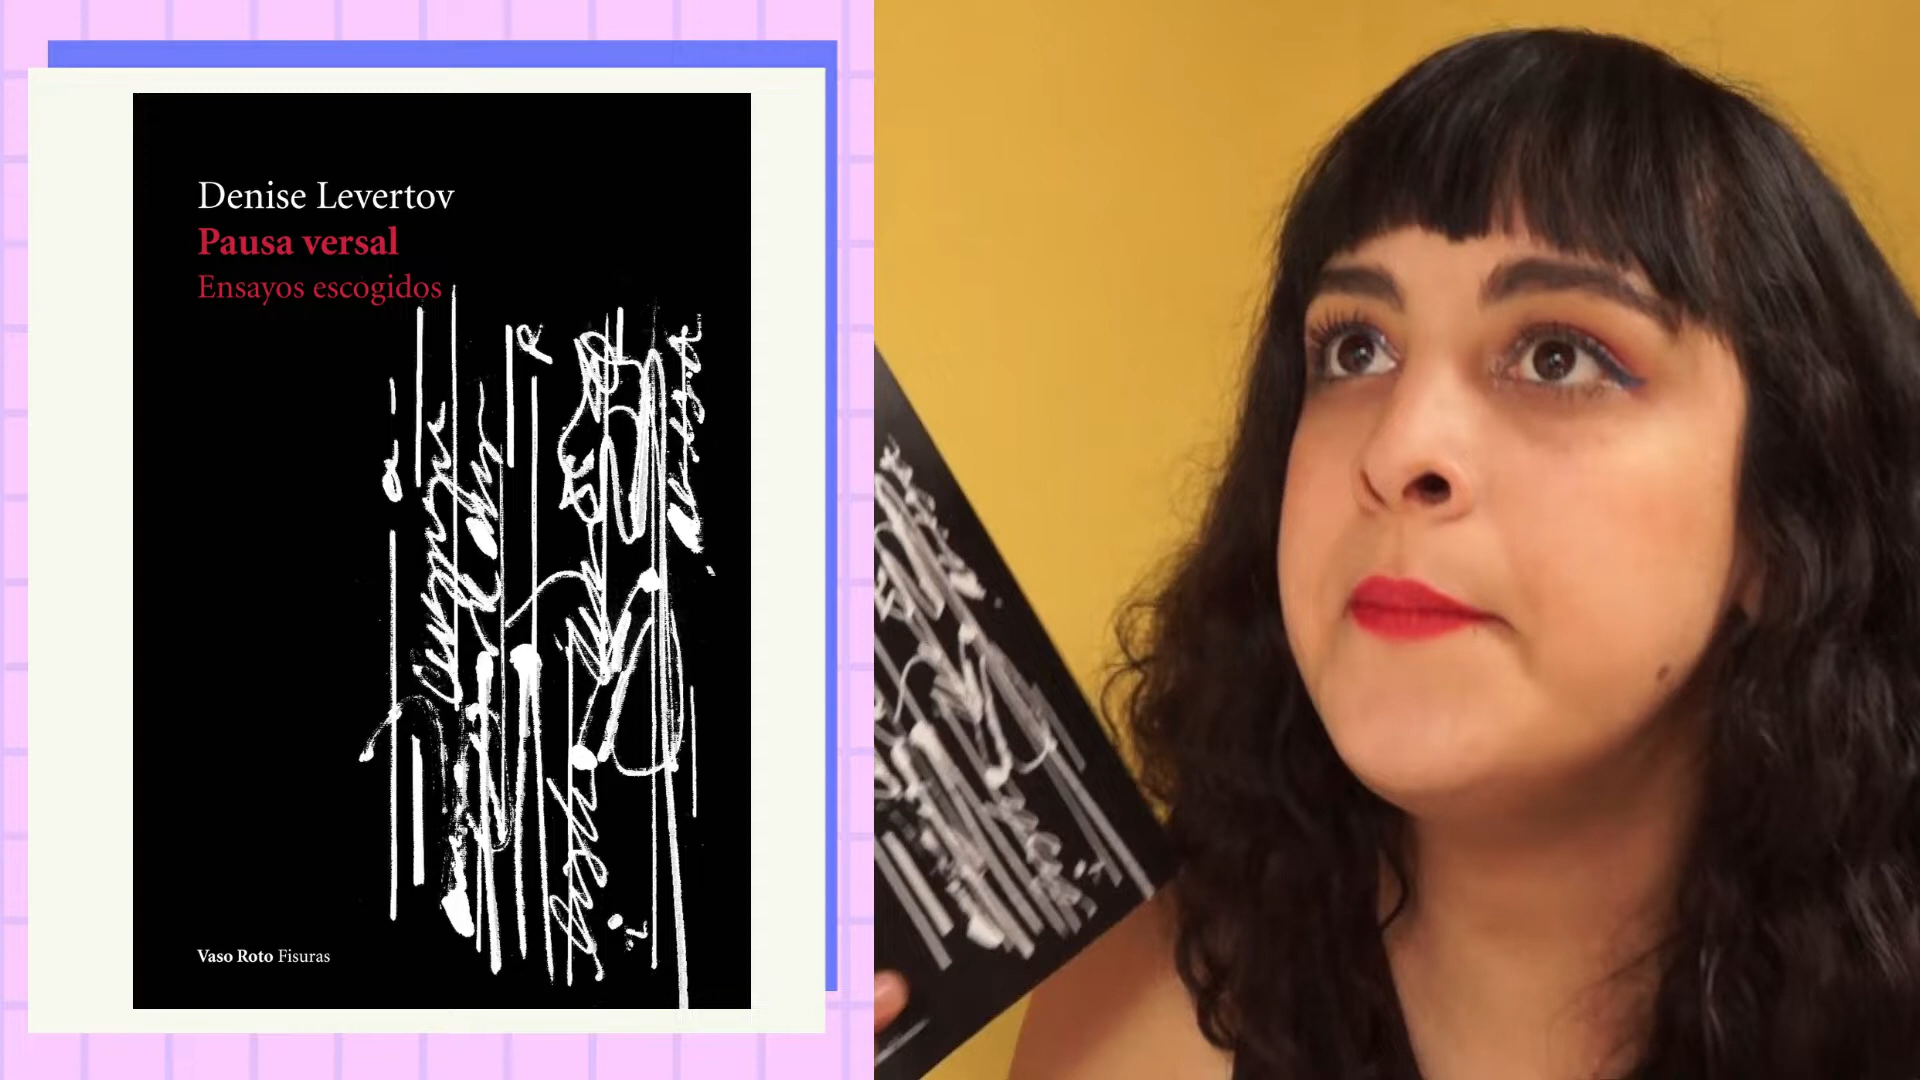 Denise Levertov
Pausa versal
Ensayos escogidos
Vaso Roto Fisuras